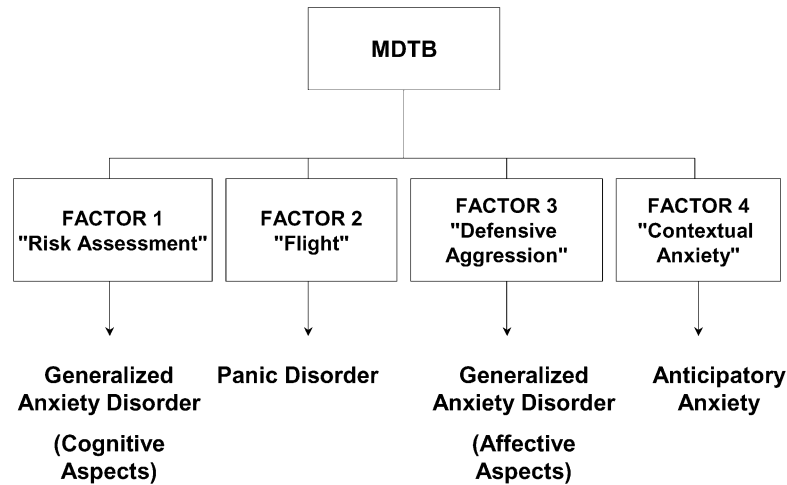 MDTB
FACTOR 1
"Risk Assessment"
FACTOR 2
"Flight"
FACTOR 3
"Defensive
Aggression"
FACTOR 4
"Contextual
Anxiety"
Generalized
Anxiety Disorder
(Cognitive
Aspects)
Panic Disorder
Generalized
Anxiety Disorder
(Affective
Aspects)
Anticipatory
Anxiety